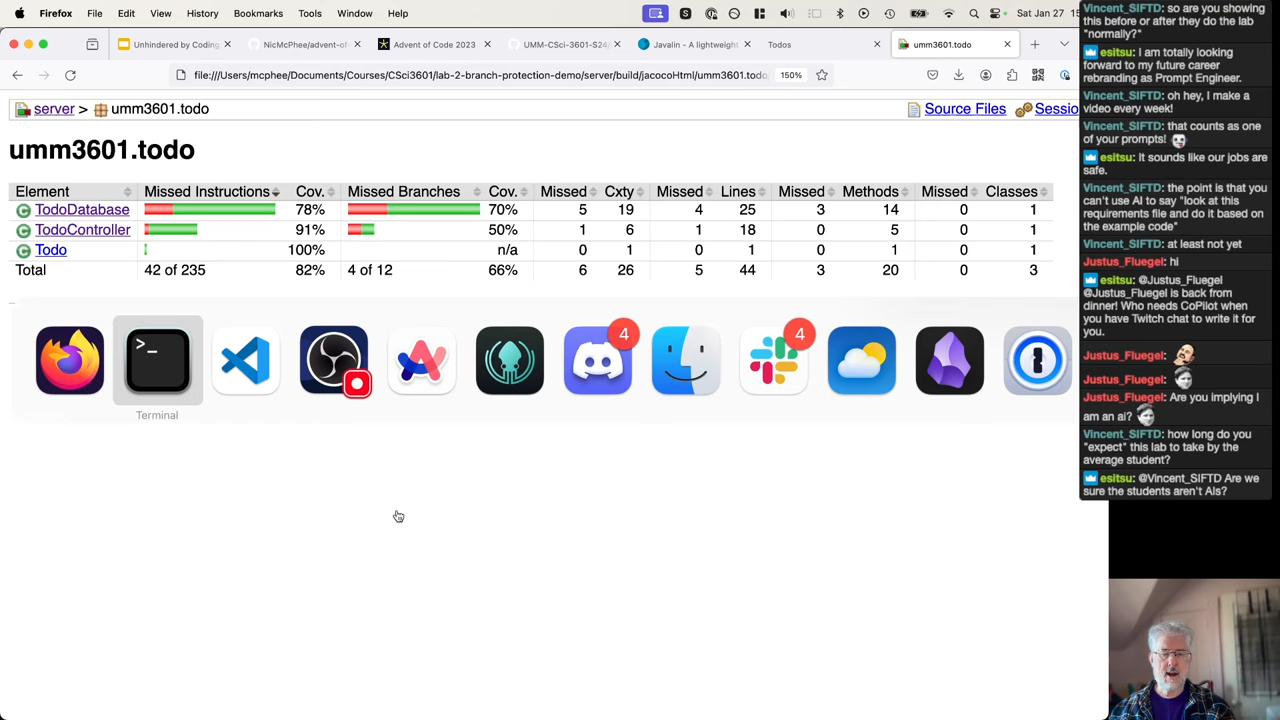 Firefox File Edit View History Bookmarks Tools Window Help Sat Jan 27 15
Unhindered by Coding
NicMcPhee/advent-of-
Advent of Code 2023
UMM-CSci-3601-S24/
Javalin - A lightweight
Todos
umm3601.todo
file:///Users/mcphee/Documents/Courses/CSci3601/lab-2-branch-protection-demo/server/build/jacocoHtml/umm3601.todo 150%
server > umm3601.todo Source Files Sessio
umm3601.todo
Element Missed Instructions Cov. Missed Branches Cov. Missed Cxty Missed Lines Missed Methods Missed Classes
TodoDatabase 78% 70% 5 19 4 25 3 14 0 1
TodoController 91% 50% 1 6 1 18 0 5 0 1
Todo 100% n/a 0 1 0 1 0 1 0 1
Total 42 of 235 82% 4 of 12 66% 6 26 5 44 3 20 0 3
4
4
Terminal
Vincent_SIFTD: so are you showing
this before or after they do the lab
"normally?"
esitsu: I am totally looking
forward to my future career
rebranding as Prompt Engineer.
Vincent_SIFTD: oh hey, I make a
video every week!
Vincent_SIFTD: that counts as one
of your prompts!
esitsu: It sounds like our jobs are
safe.
Vincent_SIFTD: the point is that you
can't use AI to say "look at this
requirements file and do it based on
the example code"
Vincent_SIFTD: at least not yet
Justus_Fluegel: hi
esitsu: @Justus_Fluegel
@Justus_Fluegel is back from
dinner! Who needs CoPilot when
you have Twitch chat to write it for
you.
Justus_Fluegel:
Justus_Fluegel:
Justus_Fluegel: Are you implying I
am an ai?
Vincent_SIFTD: how long do you
"expect" this lab to take by the
average student?
esitsu: @Vincent_SIFTD Are we
sure the students aren't AIs?